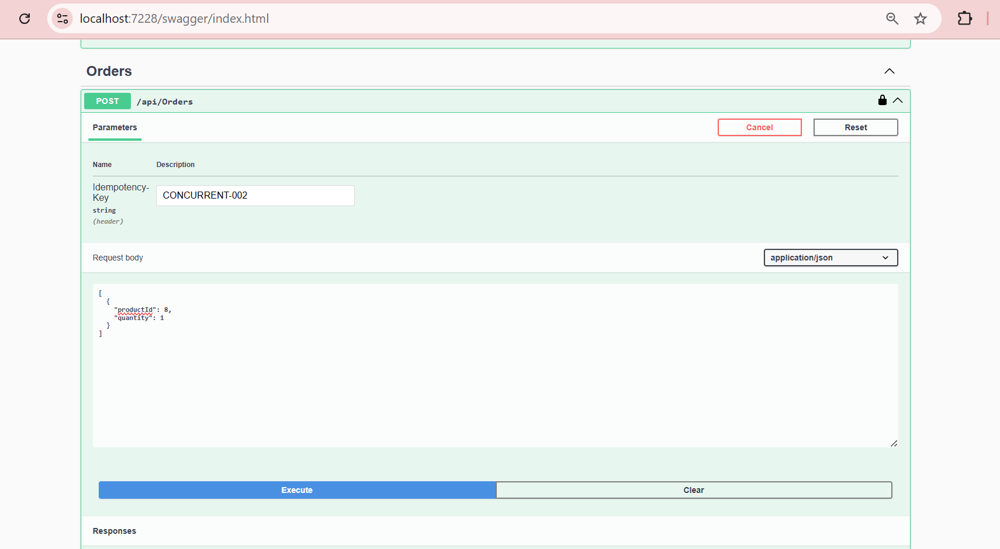 localhost:7228/swagger/index.html
Orders
POST /api/Orders
Parameters
Cancel
Reset
Name Description
Idempotency-
Key
string
(header)
CONCURRENT-002
Request body
application/json
[
  {
    "productId": 8,
    "quantity": 1
  }
]
Execute
Clear
Responses